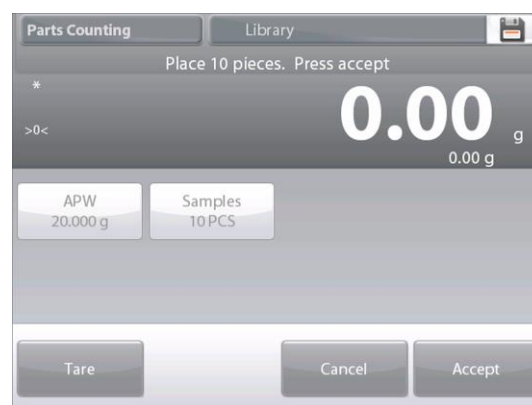 Parts Counting
Library
Place 10 pieces. Press accept
*
>0<
0.00 g
0.00 g
APW
20.000 g
Samples
10 PCS
Tare
Cancel
Accept